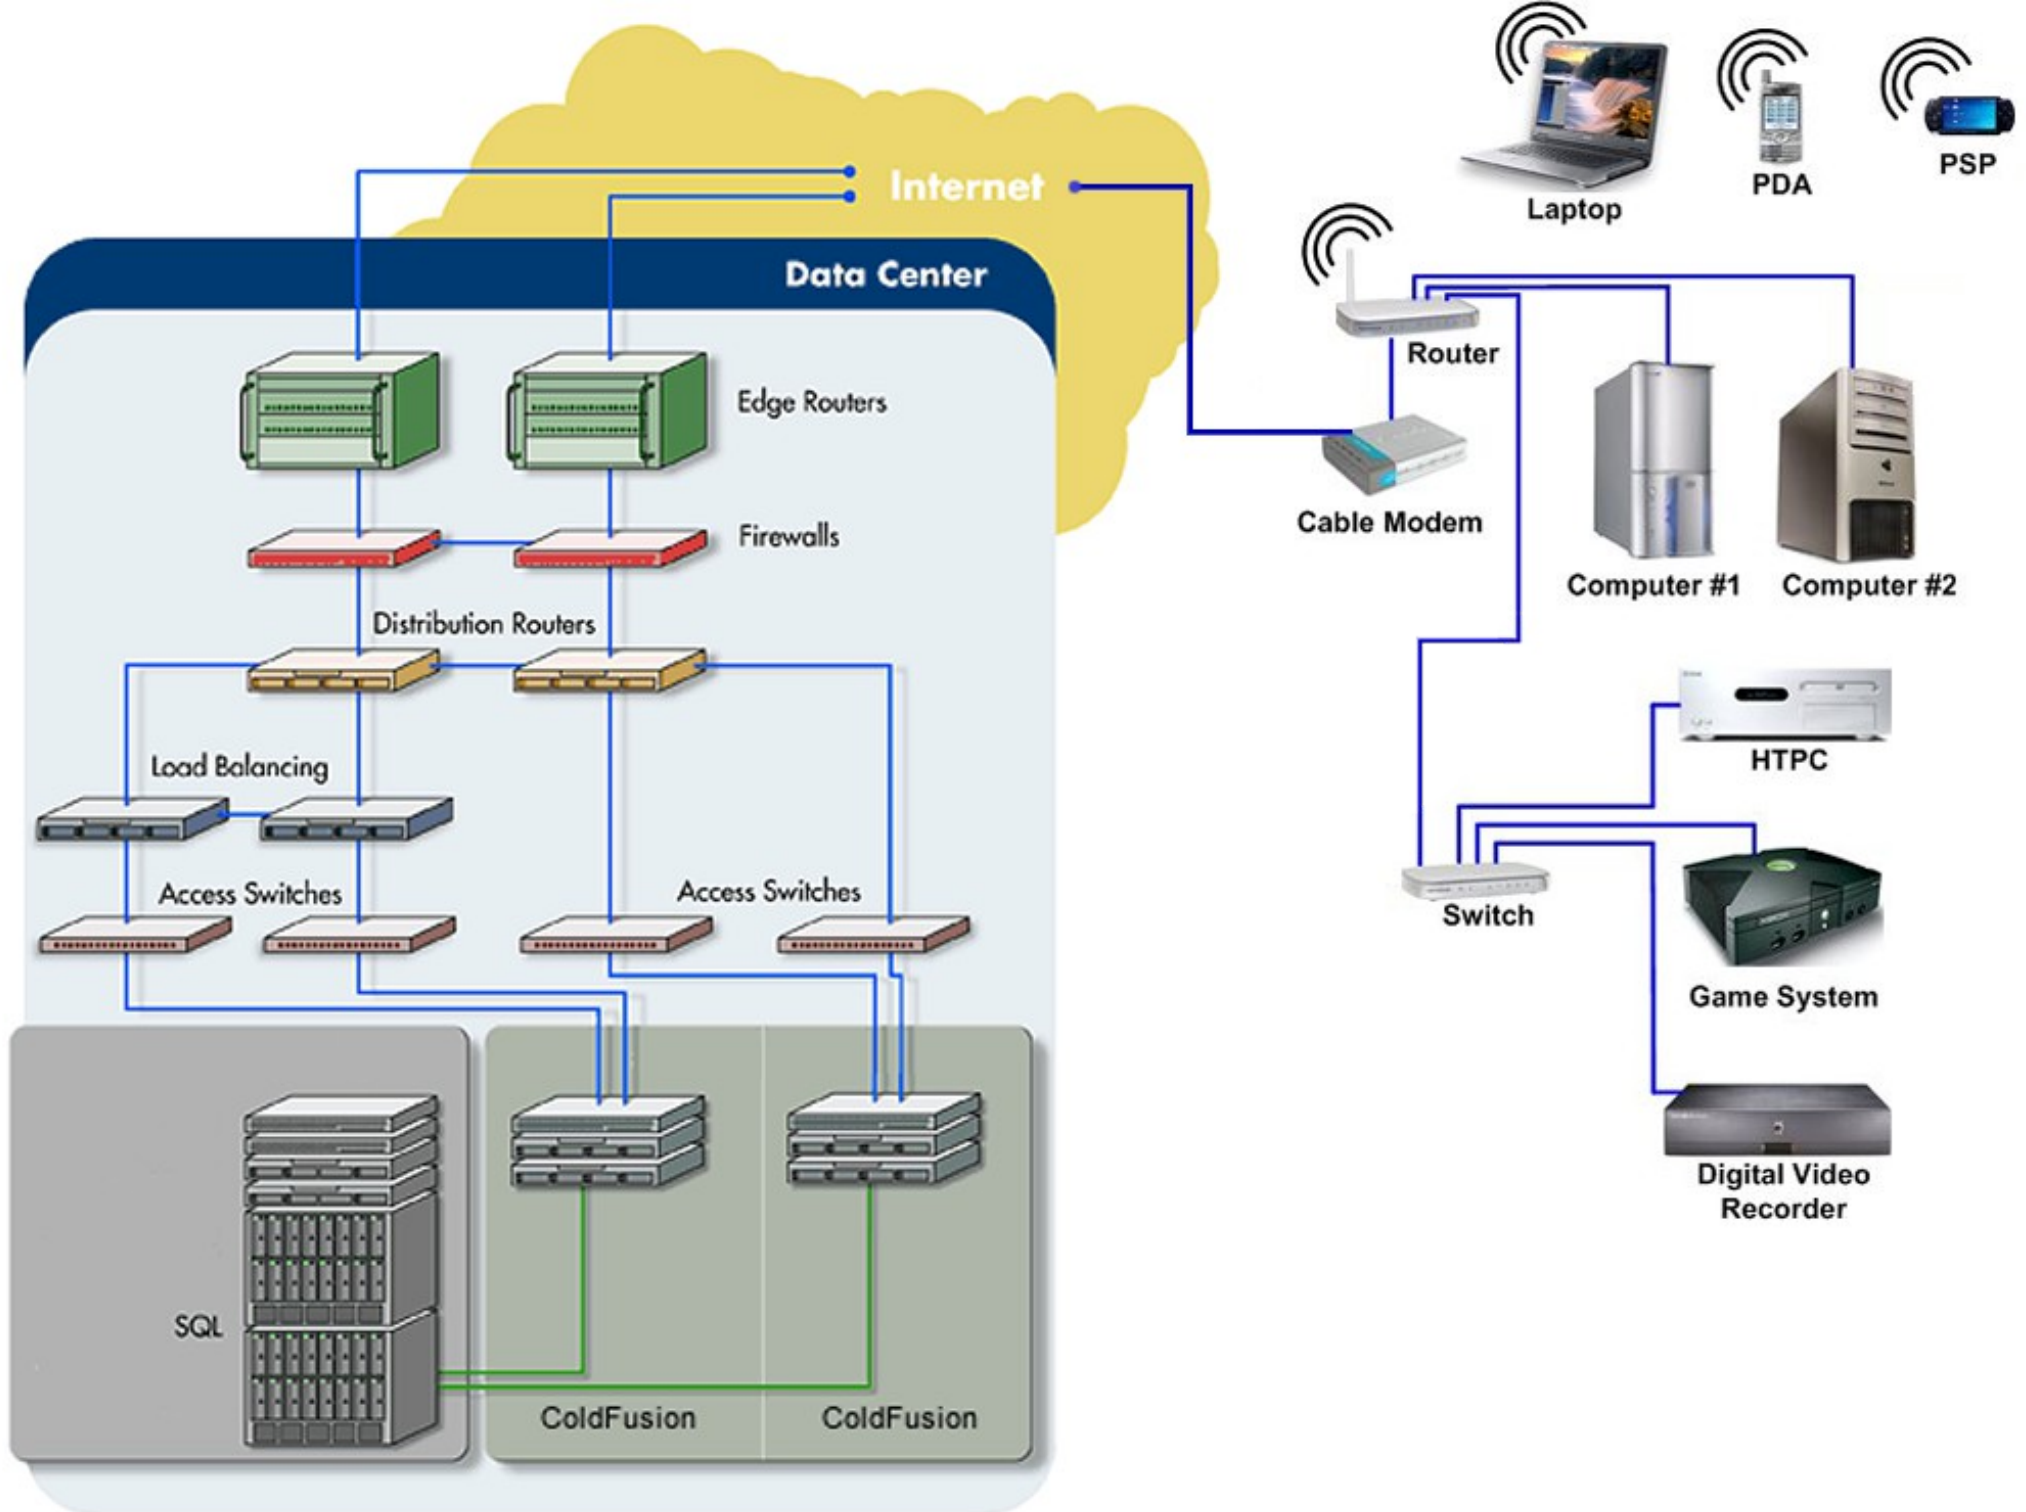 Internet
Data Center
Edge Routers
Firewalls
Distribution Routers
Load Balancing
Access Switches
Access Switches
SQL
ColdFusion
ColdFusion
Laptop
PDA
PSP
Router
Cable Modem
Computer #1
Computer #2
HTPC
Switch
Game System
Digital Video
Recorder